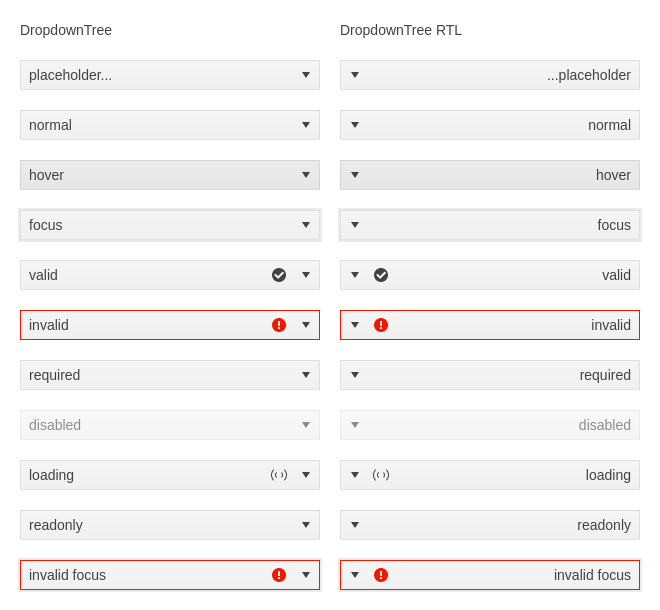 DropdownTree
placeholder...
normal
hover
focus
valid
invalid
required
disabled
loading
readonly
invalid focus
DropdownTree RTL
...placeholder
normal
hover
focus
valid
invalid
required
disabled
loading
readonly
invalid focus